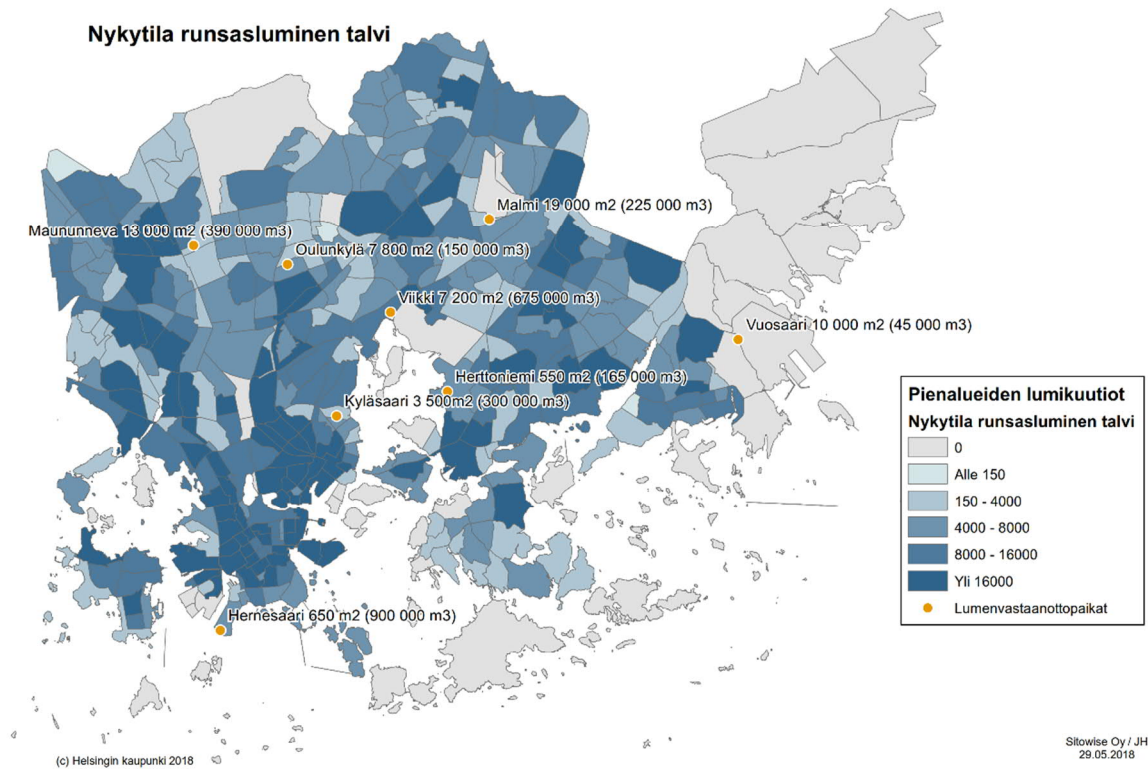 Nykytila runsasluminen talvi
Malmi 19 000 m2 (225 000 m3)
Maununneva 13 000 m2 (390 000 m3)
Oulunkylä 7 800 m2 (150 000 m3)
Viikki 7 200 m2 (675 000 m3)
Vuosaari 10 000 m2 (45 000 m3)
Herttoniemi 550 m2 (165 000 m3)
Kyläsaari 3 500m2 (300 000 m3)
Hernesaari 650 m2 (900 000 m3)
Pienalueiden lumikuutiot
Nykytila runsasluminen talvi
0
Alle 150
150 - 4000
4000 - 8000
8000 - 16000
Yli 16000
Lumenvastaanottopaikat
(c) Helsingin kaupunki 2018
Sitowise Oy / JH
29.05.2018